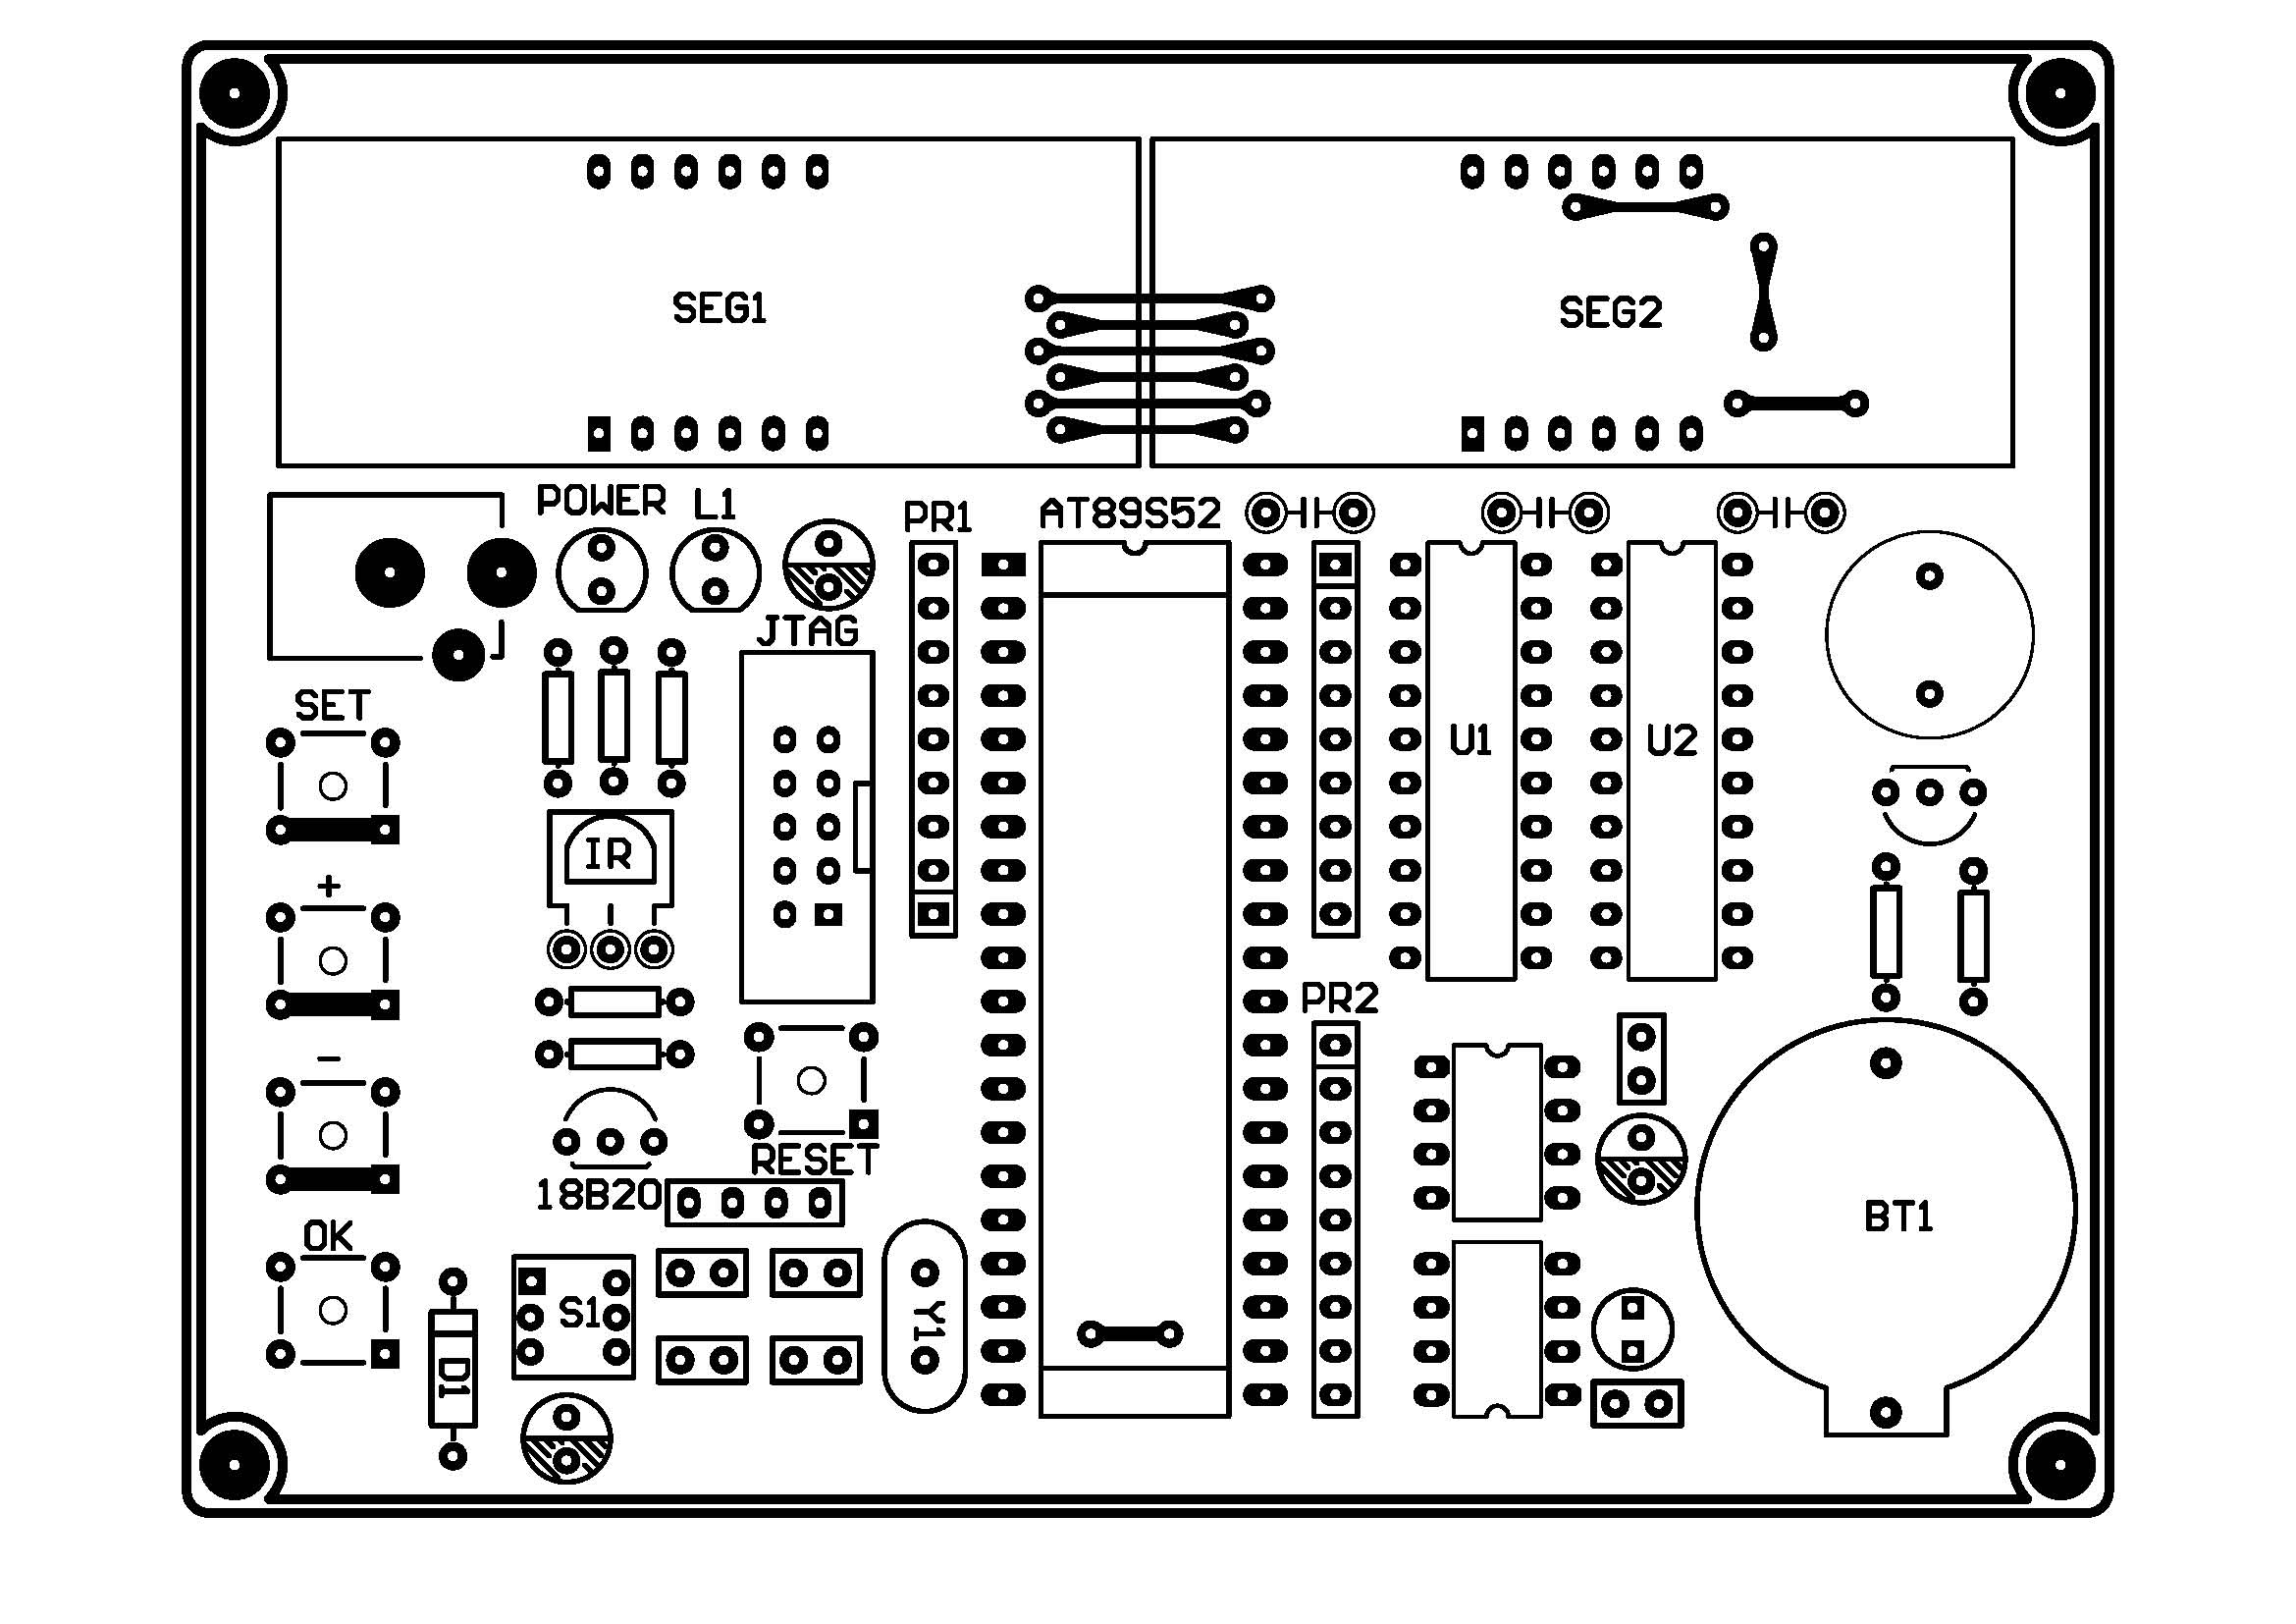 SEG1
SEG2
POWER
L1
PR1
AT89S52
JTAG
SET
U1
U2
IR
+
PR2
-
RESET
18B20
BT1
OK
S1
Y1
D1